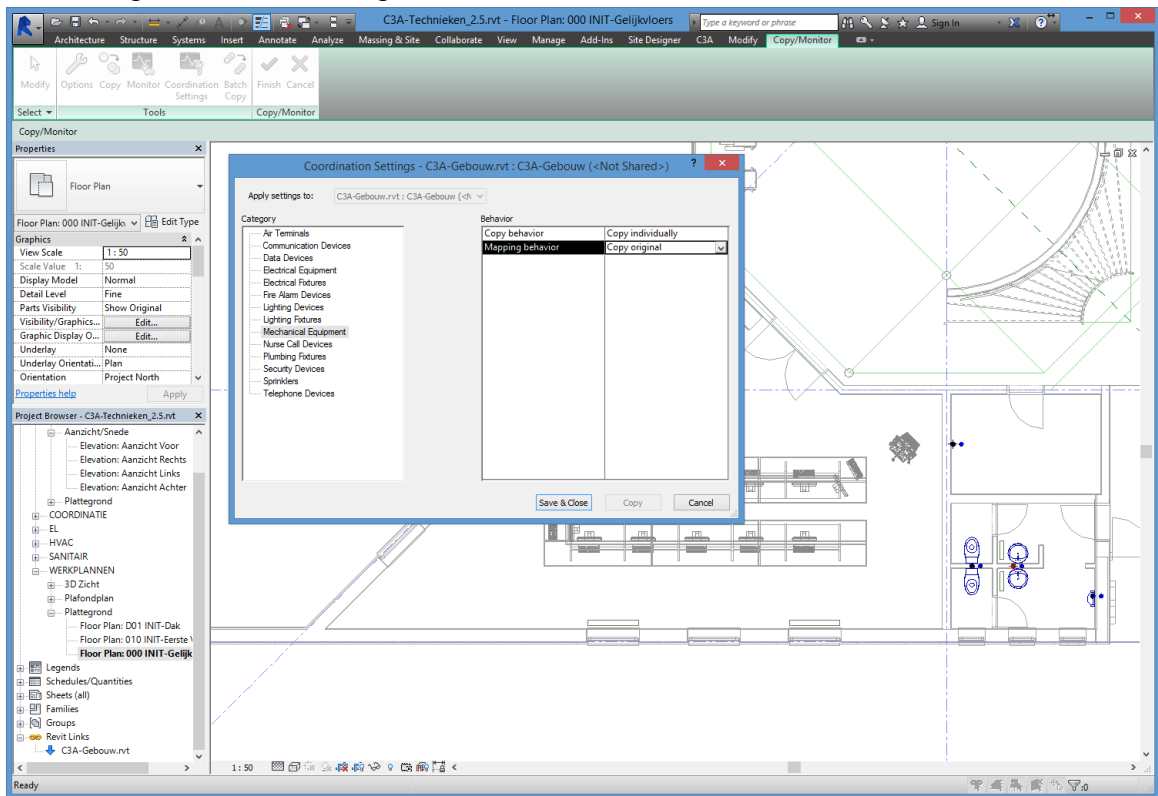 C3A-Technieken_2.5.rvt - Floor Plan: 000 INIT-Gelijkvloers
Type a keyword or phrase
Sign In
Architecture Structure Systems Insert Annotate Analyze Massing & Site Collaborate View Manage Add-Ins Site Designer C3A Modify Copy/Monitor
Modify Options Copy Monitor Coordination Settings Batch Copy Finish Cancel
Select Tools Copy/Monitor
Copy/Monitor
Properties
Floor Plan
Floor Plan: 000 INIT-Gelijkv Edit Type
Graphics
View Scale 1 : 50
Scale Value 1: 50
Display Model Normal
Detail Level Fine
Parts Visibility Show Original
Visibility/Graphics... Edit...
Graphic Display O... Edit...
Underlay None
Underlay Orientati... Plan
Orientation Project North
Properties help Apply
Project Browser - C3A-Technieken_2.5.rvt
Aanzicht/Snede
Elevation: Aanzicht Voor
Elevation: Aanzicht Rechts
Elevation: Aanzicht Links
Elevation: Aanzicht Achter
Plattegrond
COORDINATIE
EL
HVAC
SANITAIR
WERKPLANNEN
3D Zicht
Plafondplan
Plattegrond
Floor Plan: D01 INIT-Dak
Floor Plan: 010 INIT-Eerste V
Floor Plan: 000 INIT-Gelijk
Legends
Schedules/Quantities
Sheets (all)
Families
Groups
Revit Links
C3A-Gebouw.rvt
Coordination Settings - C3A-Gebouw.rvt : C3A-Gebouw (<Not Shared>)
Apply settings to: C3A-Gebouw.rvt : C3A-Gebouw (<N
Category
Air Terminals
Communication Devices
Data Devices
Electrical Equipment
Electrical Fixtures
Fire Alarm Devices
Lighting Devices
Lighting Fixtures
Mechanical Equipment
Nurse Call Devices
Plumbing Fixtures
Security Devices
Sprinklers
Telephone Devices
Behavior
Copy behavior Copy individually
Mapping behavior Copy original
Save & Close Copy Cancel
1 : 50
Ready
:0